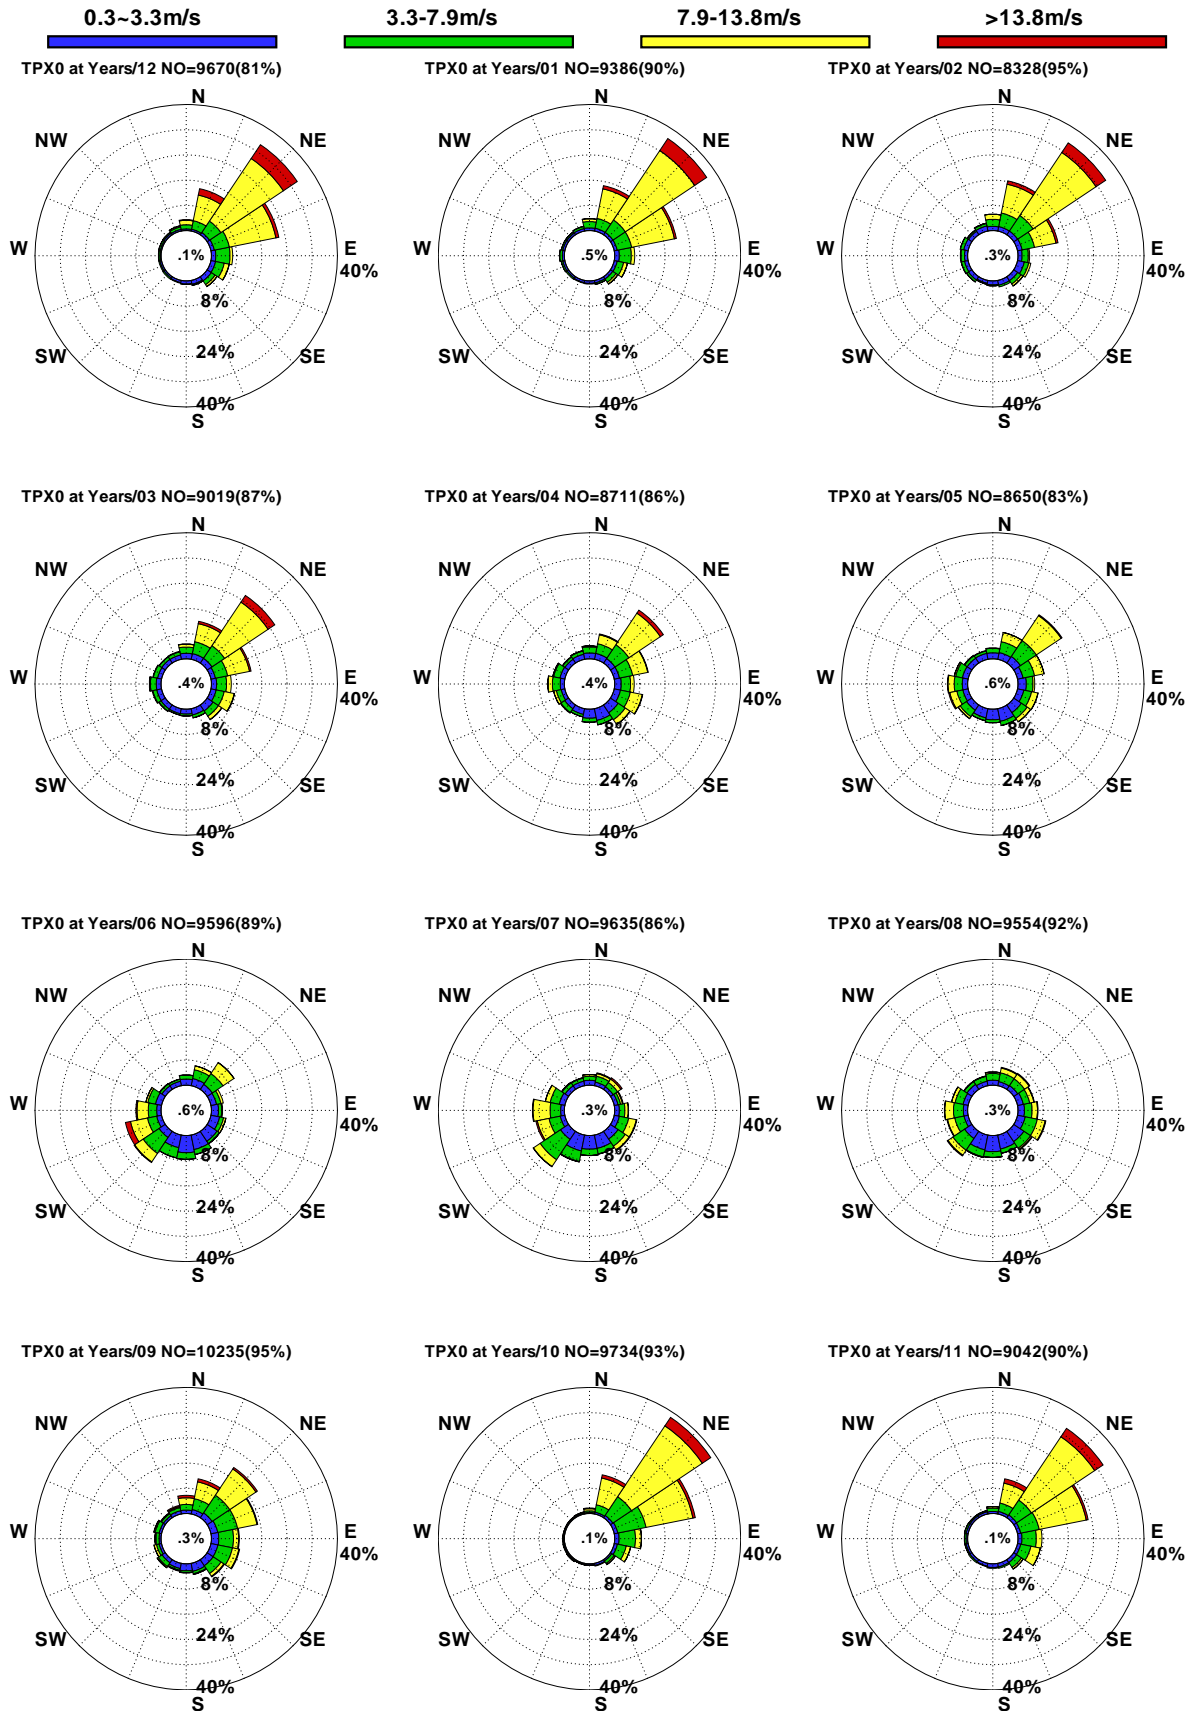 0.3~3.3m/s 3.3-7.9m/s 7.9-13.8m/s >13.8m/s
TPX0 at Years/12 NO=9670(81%) TPX0 at Years/01 NO=9386(90%) TPX0 at Years/02 NO=8328(95%)
N N N
NW NE NW NE NW NE
W .1% E W .5% E W .3% E
40% 40% 40%
8% 8% 8%
SW 24% SE SW 24% SE SW 24% SE
40% 40% 40%
S S S
TPX0 at Years/03 NO=9019(87%) TPX0 at Years/04 NO=8711(86%) TPX0 at Years/05 NO=8650(83%)
N N N
NW NE NW NE NW NE
W .4% E W .4% E W .6% E
40% 40% 40%
8% 8% 8%
SW 24% SE SW 24% SE SW 24% SE
40% 40% 40%
S S S
TPX0 at Years/06 NO=9596(89%) TPX0 at Years/07 NO=9635(86%) TPX0 at Years/08 NO=9554(92%)
N N N
NW NE NW NE NW NE
W .6% E W .3% E W .3% E
40% 40% 40%
8% 8% 8%
SW 24% SE SW 24% SE SW 24% SE
40% 40% 40%
S S S
TPX0 at Years/09 NO=10235(95%) TPX0 at Years/10 NO=9734(93%) TPX0 at Years/11 NO=9042(90%)
N N N
NW NE NW NE NW NE
W .3% E W .1% E W .1% E
40% 40% 40%
8% 8% 8%
SW 24% SE SW 24% SE SW 24% SE
40% 40% 40%
S S S